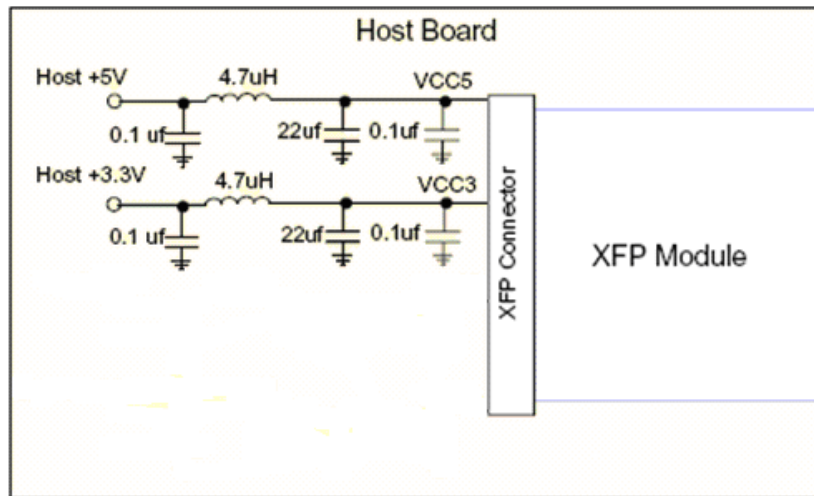 Host Board
Host +5V
4.7uH
VCC5
0.1 uf
22uf
0.1uf
Host +3.3V
4.7uH
VCC3
0.1 uf
22uf
0.1uf
XFP Connector
XFP Module